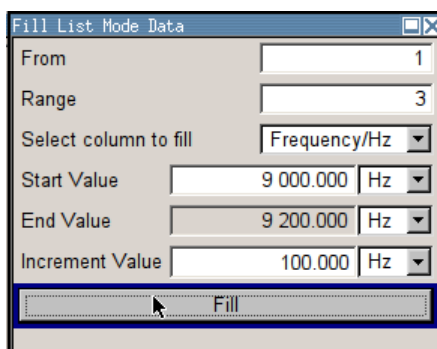 Fill List Mode Data
From 1
Range 3
Select column to fill Frequency/Hz
Start Value 9 000.000 Hz
End Value 9 200.000 Hz
Increment Value 100.000 Hz
Fill